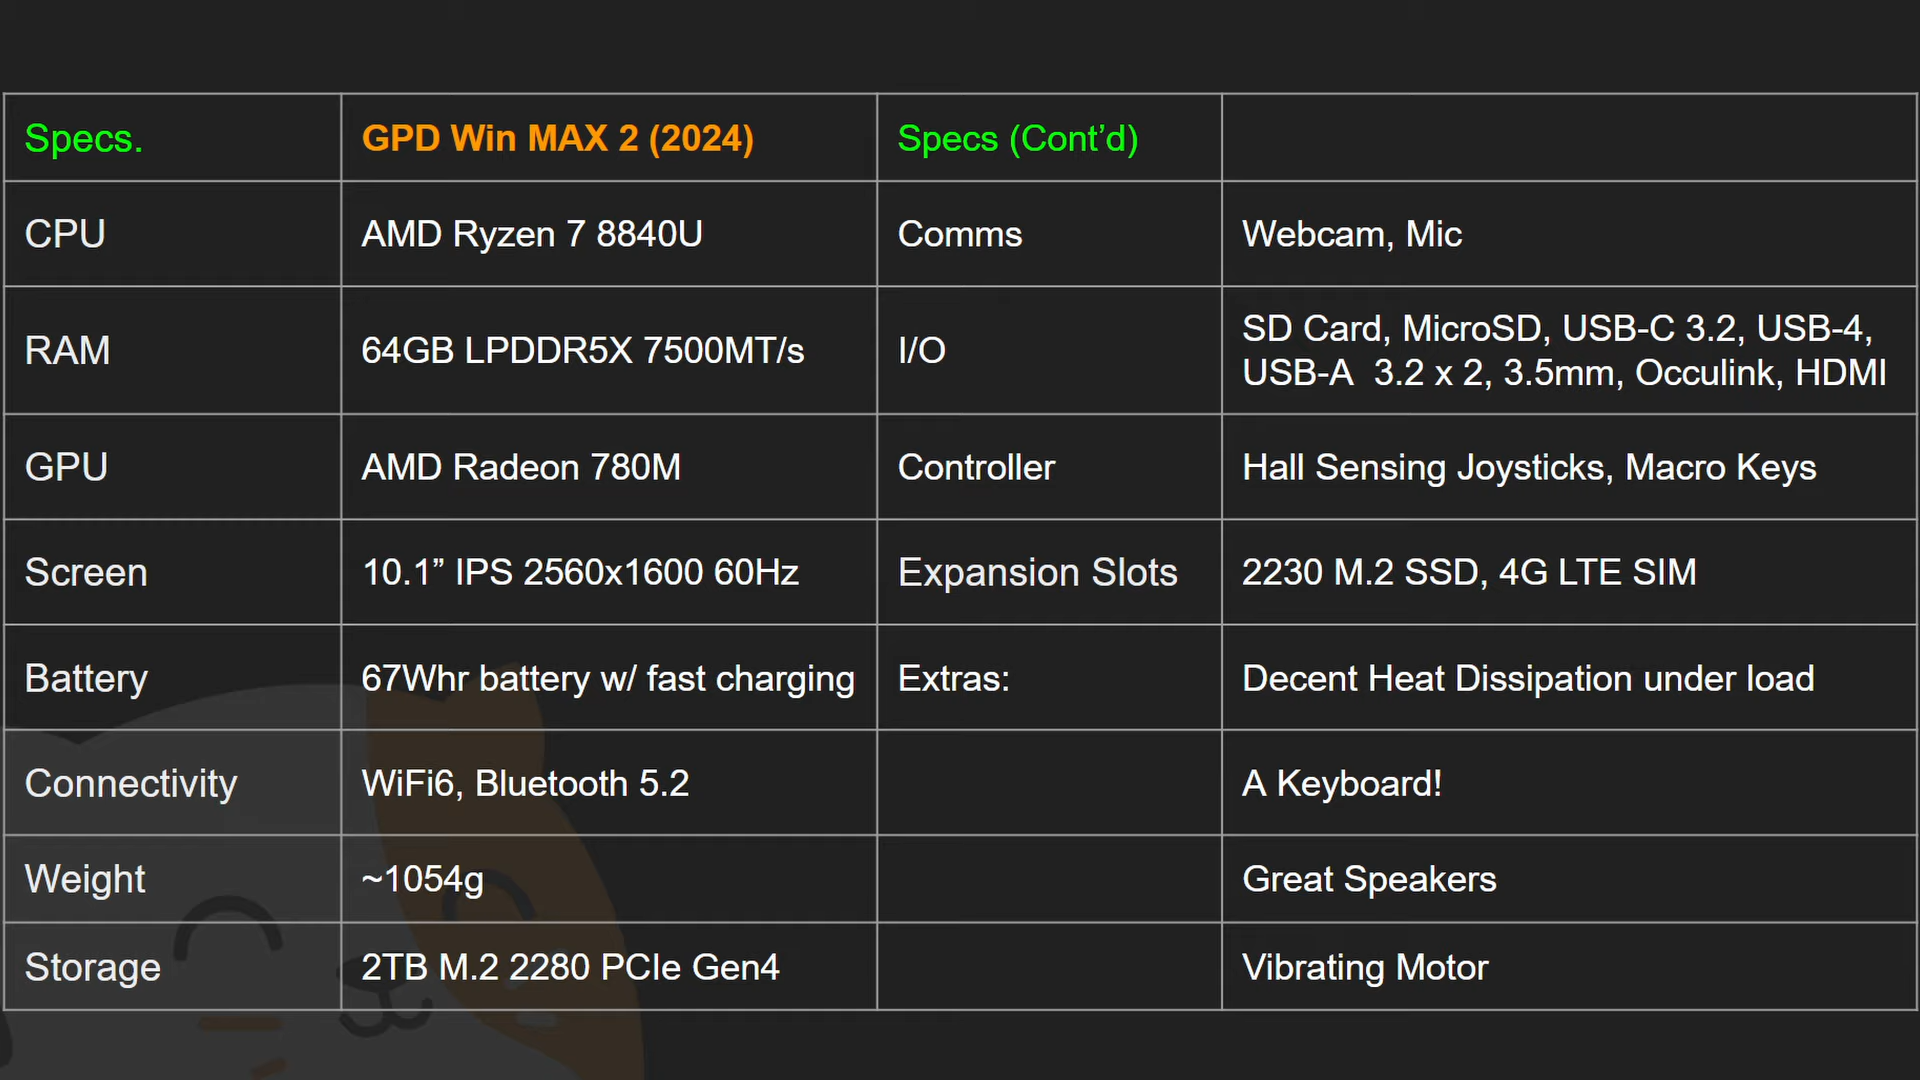 Specs. GPD Win MAX 2 (2024) Specs (Cont’d)
CPU AMD Ryzen 7 8840U Comms Webcam, Mic
RAM 64GB LPDDR5X 7500MT/s I/O SD Card, MicroSD, USB-C 3.2, USB-4,
USB-A 3.2 x 2, 3.5mm, Occulink, HDMI
GPU AMD Radeon 780M Controller Hall Sensing Joysticks, Macro Keys
Screen 10.1” IPS 2560x1600 60Hz Expansion Slots 2230 M.2 SSD, 4G LTE SIM
Battery 67Whr battery w/ fast charging Extras: Decent Heat Dissipation under load
Connectivity WiFi6, Bluetooth 5.2 A Keyboard!
Weight ~1054g Great Speakers
Storage 2TB M.2 2280 PCIe Gen4 Vibrating Motor